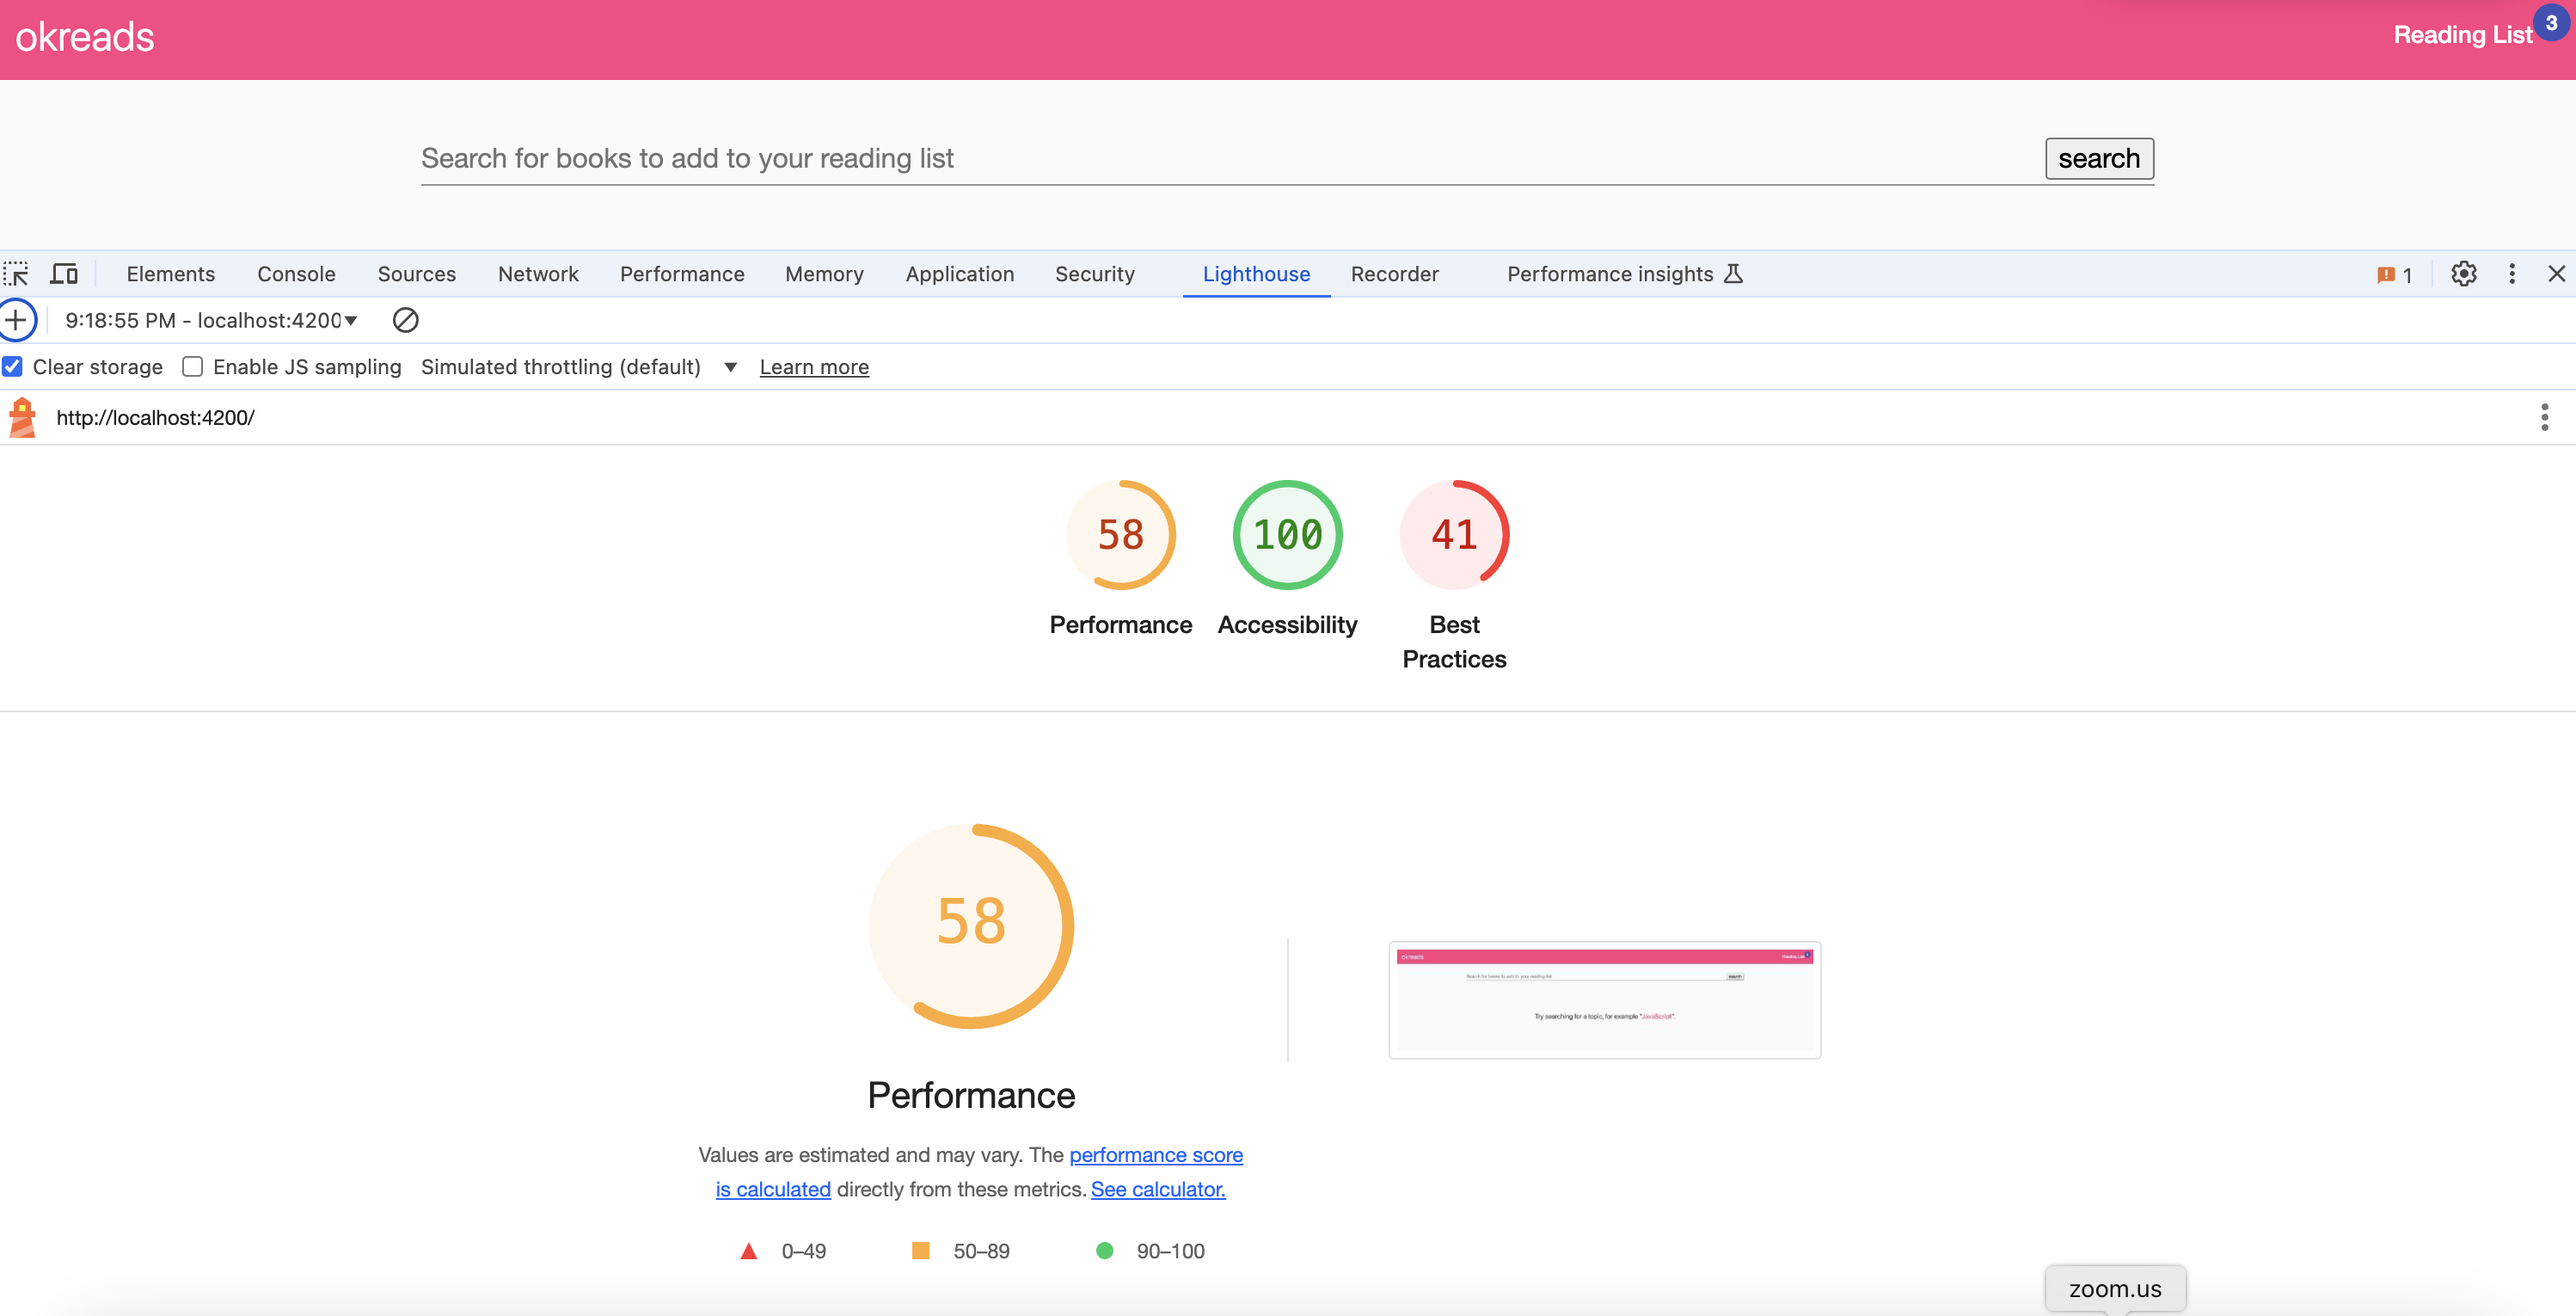 okreads
Reading List 3
Search for books to add to your reading list search
Elements Console Sources Network Performance Memory Application Security Lighthouse Recorder Performance insights 1
9:18:55 PM - localhost:4200
Clear storage Enable JS sampling Simulated throttling (default) Learn more
http://localhost:4200/
58 100 41
Performance Accessibility Best
Practices
58
okreads Reading List
Search for books to add to your reading list search
Try searching for a topic, for example "JavaScript".
Performance
Values are estimated and may vary. The performance score
is calculated directly from these metrics. See calculator.
0–49 50–89 90–100
zoom.us